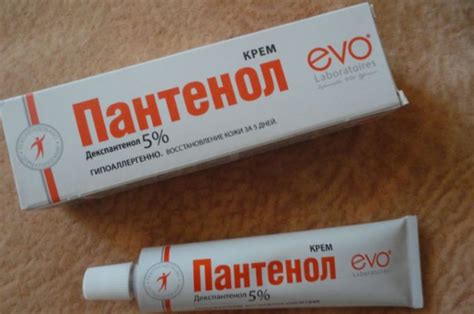 КРЕМ
Пантенол
evo
Laboratoires
Декспантенол 5%
ГИПОАЛЛЕРГЕННО. ВОССТАНОВЛЕНИЕ КОЖИ ЗА 5 ДНЕЙ.
КРЕМ
Пантенол
evo
Laboratoires
Декспантенол 5%